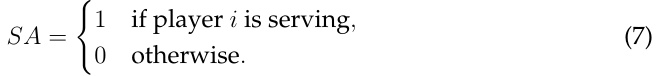 SA = { 1 if player i is serving, (7)
0 otherwise.